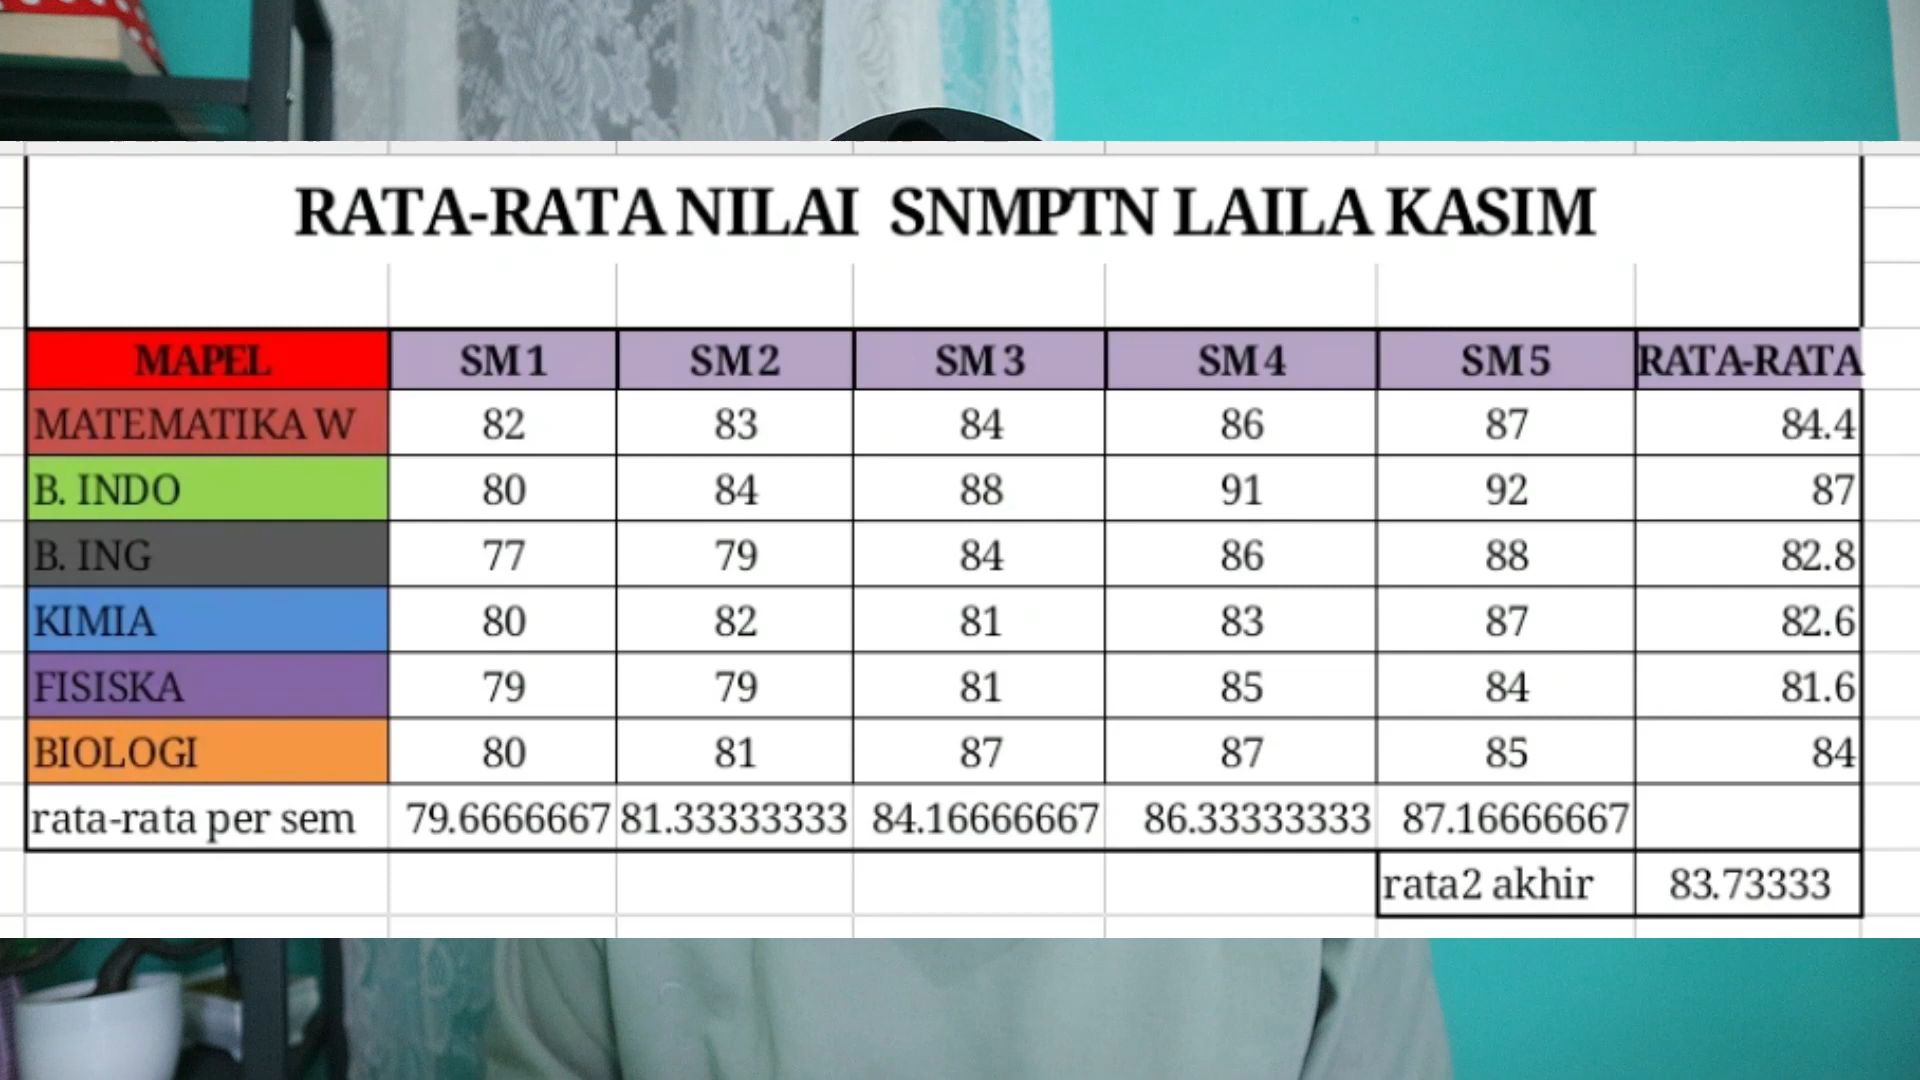 RATA-RATA NILAI SNMPTN LAILA KASIM
MAPEL SM 1 SM 2 SM 3 SM 4 SM 5 RATA-RATA
MATEMATIKA W 82 83 84 86 87 84.4
B. INDO 80 84 88 91 92 87
B. ING 77 79 84 86 88 82.8
KIMIA 80 82 81 83 87 82.6
FISISKA 79 79 81 85 84 81.6
BIOLOGI 80 81 87 87 85 84
rata-rata per sem 79.6666667 81.33333333 84.16666667 86.33333333 87.16666667
rata2 akhir 83.73333